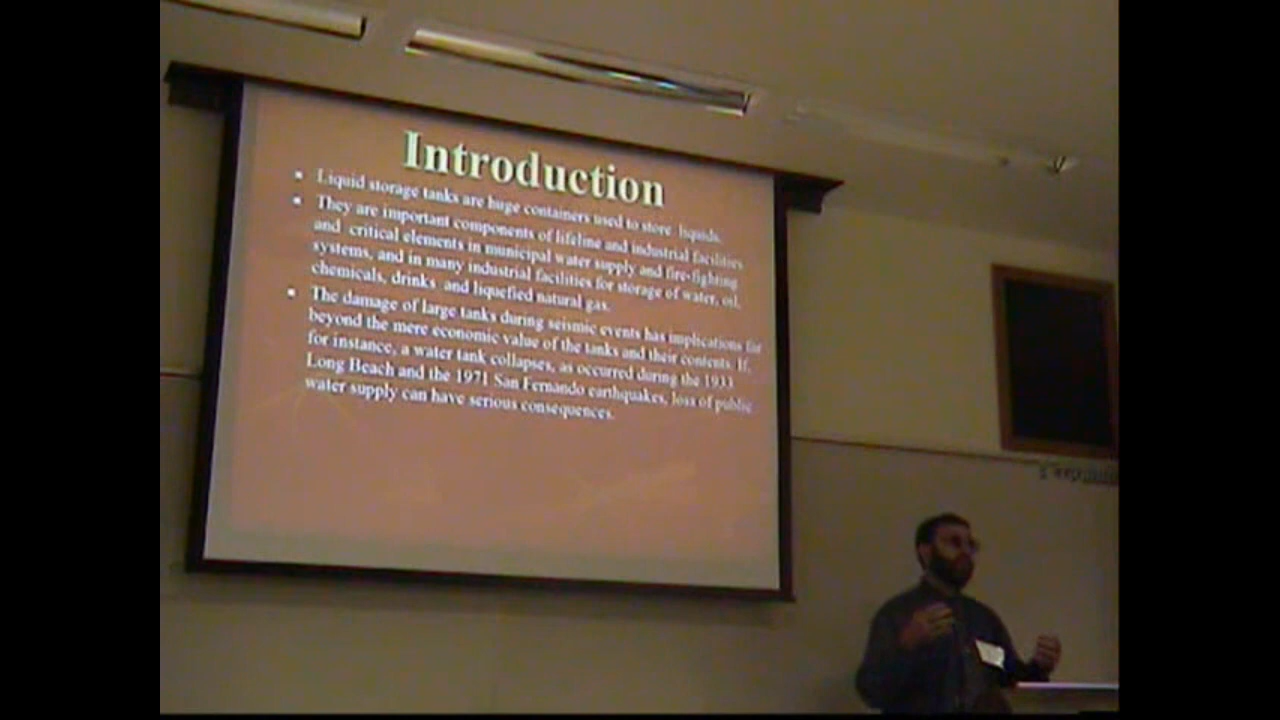 Introduction
▪ Liquid storage tanks are huge containers used to store liquids.
▪ They are important components of lifeline and industrial facilities
and critical elements in municipal water supply and fire-fighting
systems, and in many industrial facilities for storage of water, oil,
chemicals, drinks and liquefied natural gas.
▪ The damage of large tanks during seismic events has implications far
beyond the mere economic value of the tanks and their contents. If,
for instance, a water tank collapses, as occurred during the 1933
Long Beach and the 1971 San Fernando earthquakes, loss of public
water supply can have serious consequences.